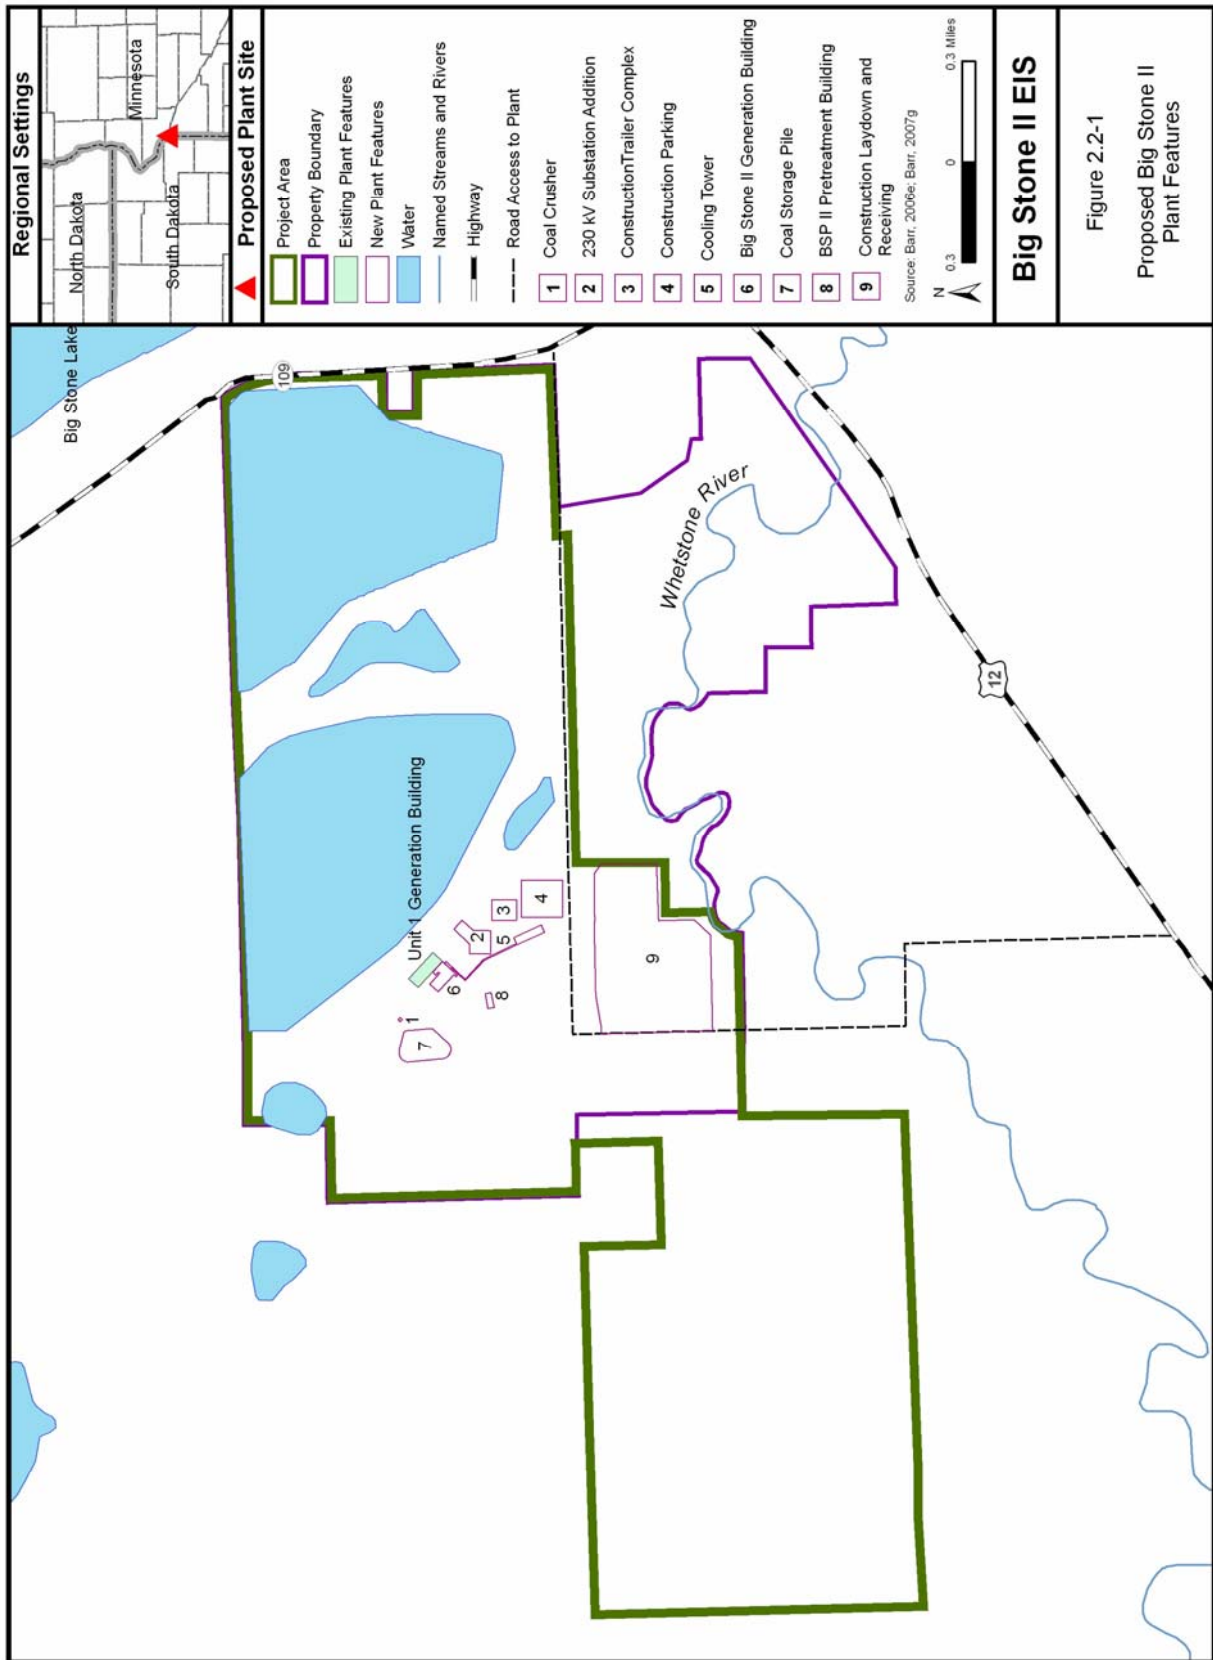 Regional Settings
North Dakota
Minnesota
South Dakota
Proposed Plant Site
Project Area
Property Boundary
Existing Plant Features
New Plant Features
Water
Named Streams and Rivers
Highway
Road Access to Plant
1 Coal Crusher
2 230 kV Substation Addition
3 ConstructionTrailer Complex
4 Construction Parking
5 Cooling Tower
6 Big Stone II Generation Building
7 Coal Storage Pile
8 BSP II Pretreatment Building
9 Construction Laydown and
Receiving
Source: Barr, 2006e; Barr, 2007g
N
0.3 0 0.3 Miles
Big Stone II EIS
Figure 2.2-1
Proposed Big Stone II
Plant Features
Big Stone Lake
109
Unit 1 Generation Building
1
2
3
4
5
6
7
8
9
Whetstone River
12